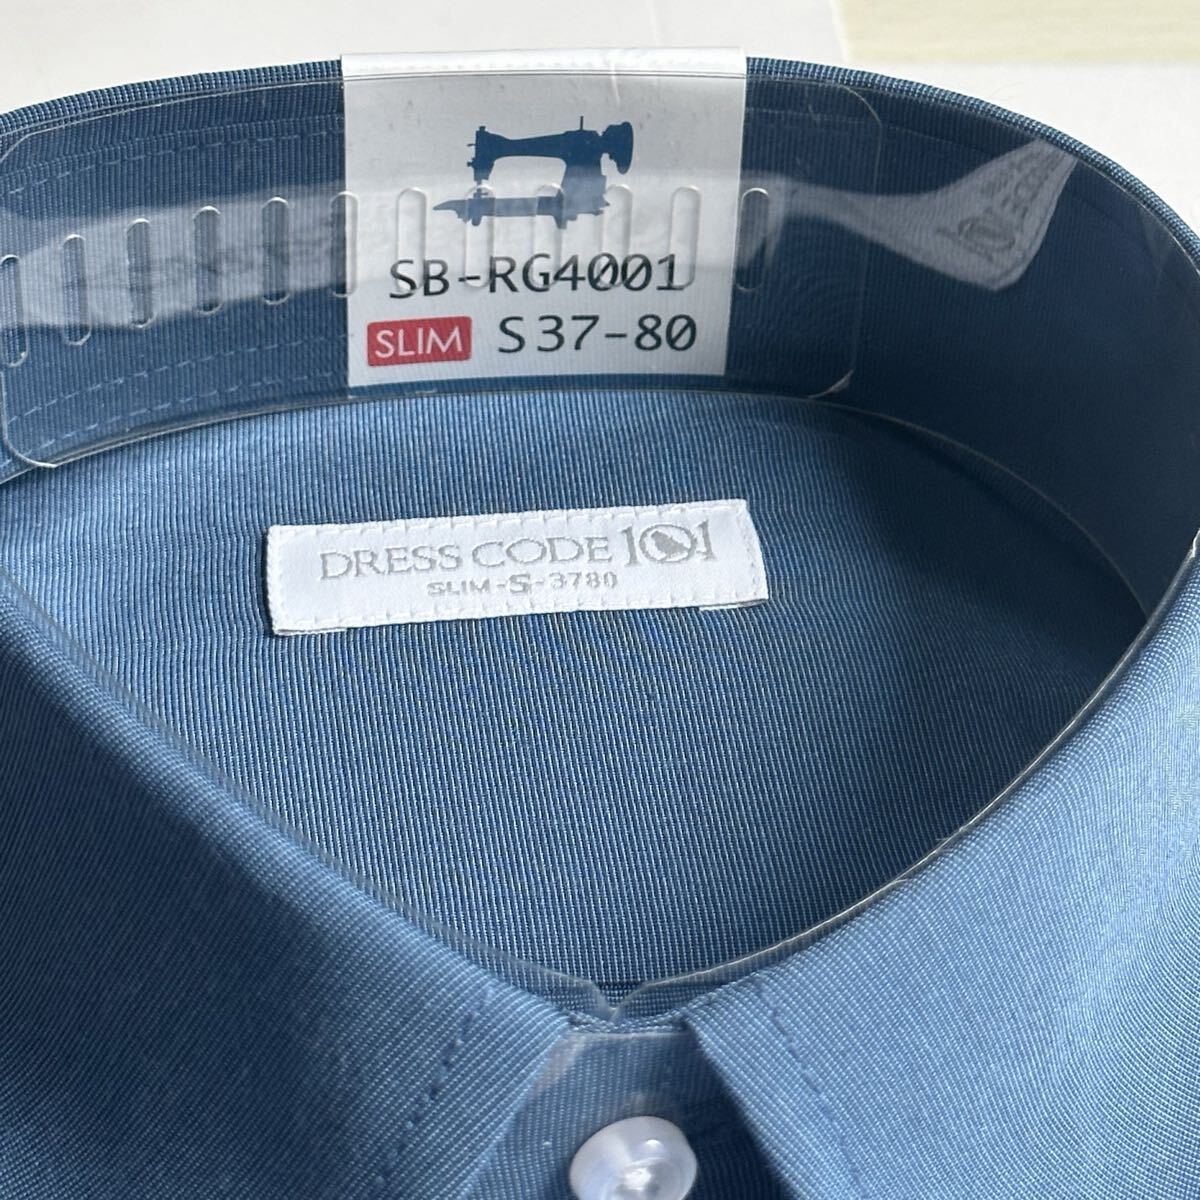 SB-RG4001
SLIM S37-80
DRESS CODE 101
SLIM-S-3780